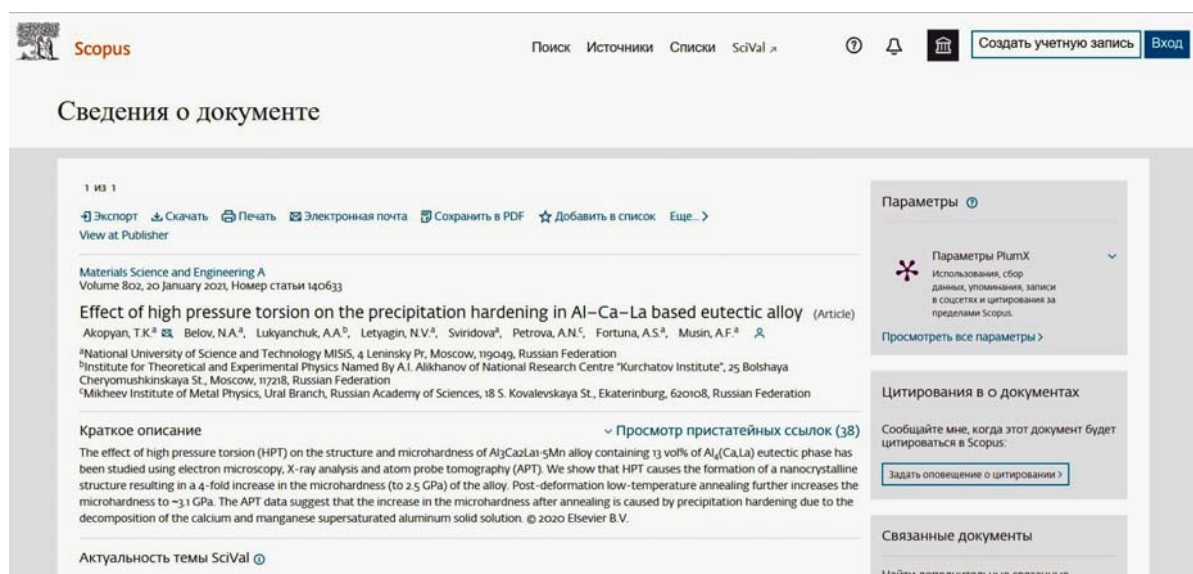 Scopus
Поиск Источники Списки SciVal ↗
Создать учетную запись Вход
Сведения о документе
1 из 1
Экспорт Скачать Печать Электронная почта Сохранить в PDF Добавить в список Еще... >
View at Publisher
Materials Science and Engineering A
Volume 802, 20 January 2021, Номер статьи 140633
Effect of high pressure torsion on the precipitation hardening in Al–Ca–La based eutectic alloy (Article)
Akopyan, T.K.ª Belov, N.A.ª, Lukyanchuk, A.A.ᵇ, Letyagin, N.V.ª, Sviridovaª, Petrova, A.N.ᶜ, Fortuna, A.S.ª, Musin, A.F.ª
ªNational University of Science and Technology MISiS, 4 Leninsky Pr, Moscow, 119049, Russian Federation
ᵇInstitute for Theoretical and Experimental Physics Named By A.I. Alikhanov of National Research Centre "Kurchatov Institute", 25 Bolshaya
Cheryomushkinskaya St., Moscow, 117218, Russian Federation
ᶜMikheev Institute of Metal Physics, Ural Branch, Russian Academy of Sciences, 18 S. Kovalevskaya St., Ekaterinburg, 620108, Russian Federation
Краткое описание
Просмотр пристатейных ссылок (38)
The effect of high pressure torsion (HPT) on the structure and microhardness of Al3Ca2La1·5Mn alloy containing 13 vol% of Al₄(Ca,La) eutectic phase has
been studied using electron microscopy, X-ray analysis and atom probe tomography (APT). We show that HPT causes the formation of a nanocrystalline
structure resulting in a 4-fold increase in the microhardness (to 2.5 GPa) of the alloy. Post-deformation low-temperature annealing further increases the
microhardness to ~3.1 GPa. The APT data suggest that the increase in the microhardness after annealing is caused by precipitation hardening due to the
decomposition of the calcium and manganese supersaturated aluminum solid solution. © 2020 Elsevier B.V.
Актуальность темы SciVal
Параметры
Параметры PlumX
Использования, сбор
данных, упоминания, записи
в соцсетях и цитирования за
пределами Scopus.
Просмотреть все параметры >
Цитирования в 0 документах
Сообщайте мне, когда этот документ будет
цитироваться в Scopus:
Задать оповещение о цитировании >
Связанные документы
Найти дополнительные связанные